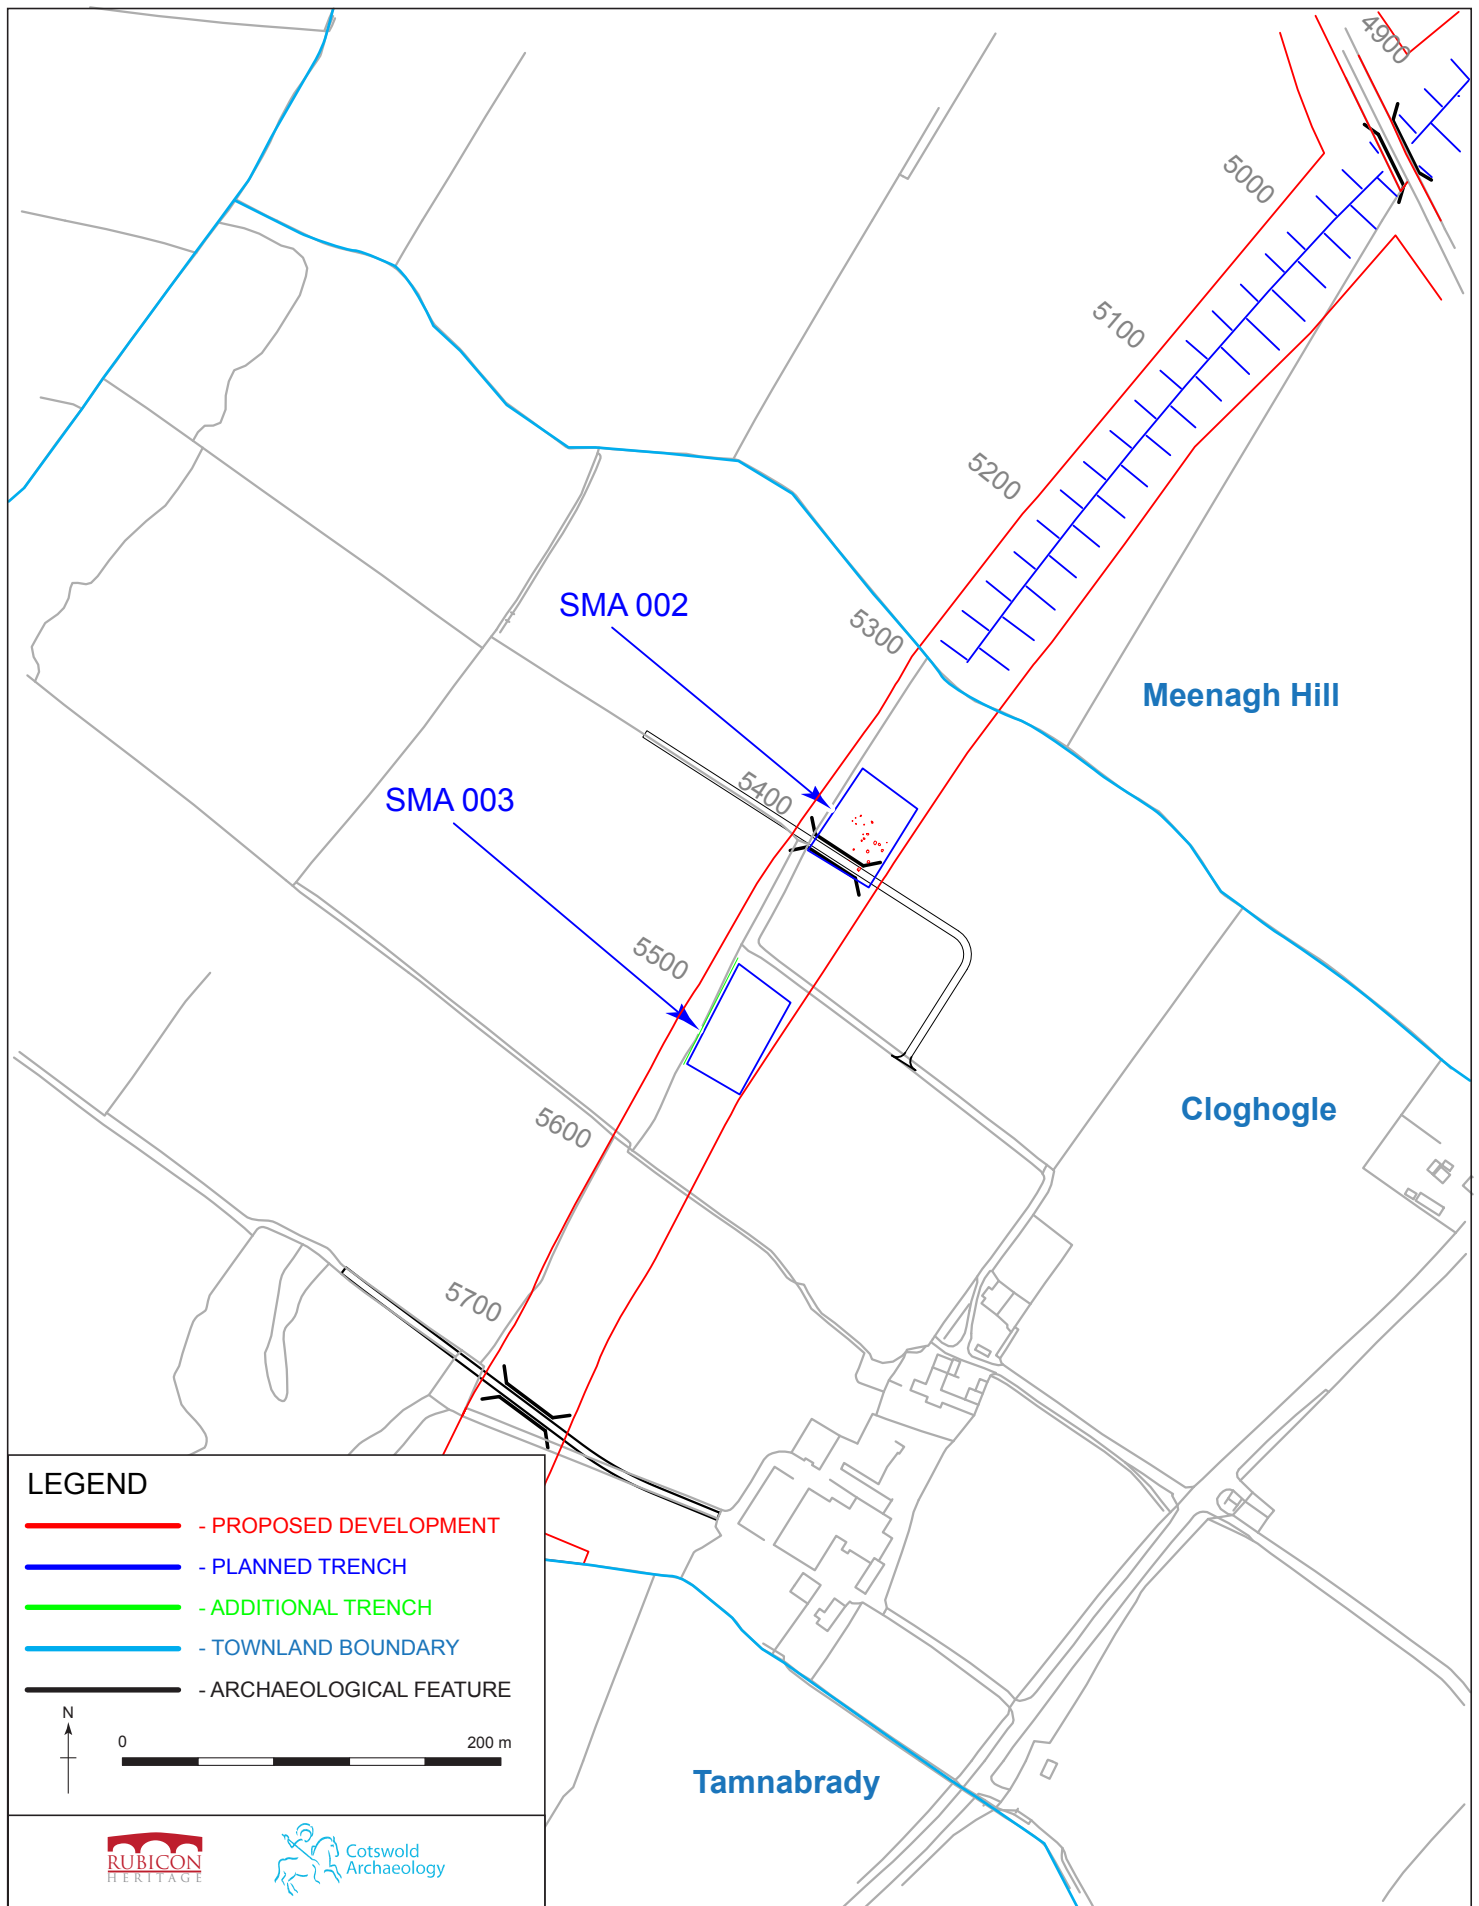 4900
5000
5100
5200
SMA 002
5300
Meenagh Hill
5400
SMA 003
5500
Cloghogle
5600
5700
LEGEND
- PROPOSED DEVELOPMENT
- PLANNED TRENCH
- ADDITIONAL TRENCH
- TOWNLAND BOUNDARY
- ARCHAEOLOGICAL FEATURE
N
0 200 m
Tamnabrady
RUBICON
HERITAGE
Cotswold
Archaeology